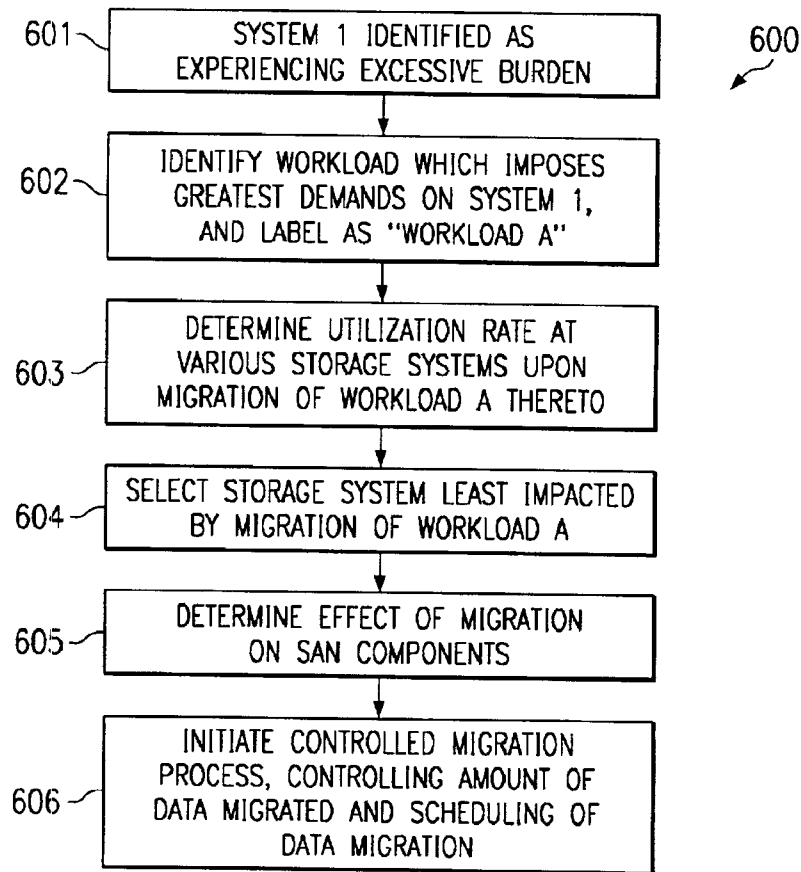 600
601
SYSTEM 1 IDENTIFIED AS
EXPERIENCING EXCESSIVE BURDEN
602
IDENTIFY WORKLOAD WHICH IMPOSES
GREATEST DEMANDS ON SYSTEM 1,
AND LABEL AS "WORKLOAD A"
603
DETERMINE UTILIZATION RATE AT
VARIOUS STORAGE SYSTEMS UPON
MIGRATION OF WORKLOAD A THERETO
604
SELECT STORAGE SYSTEM LEAST IMPACTED
BY MIGRATION OF WORKLOAD A
605
DETERMINE EFFECT OF MIGRATION
ON SAN COMPONENTS
606
INITIATE CONTROLLED MIGRATION
PROCESS, CONTROLLING AMOUNT OF
DATA MIGRATED AND SCHEDULING OF
DATA MIGRATION